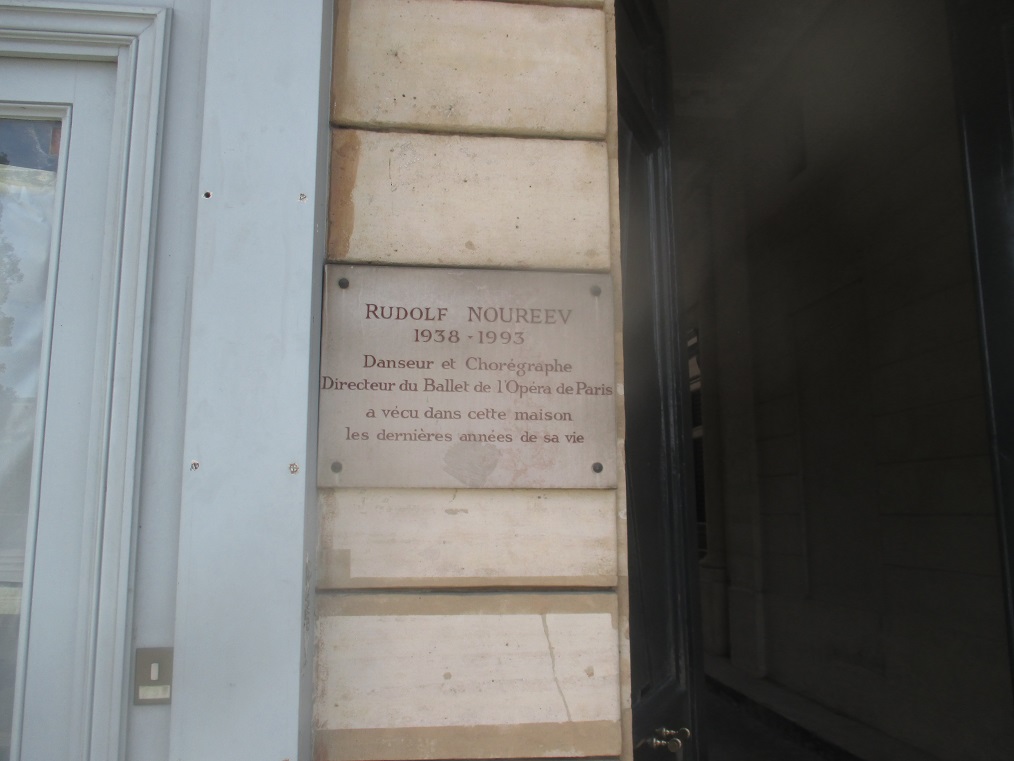 RUDOLF NOUREEV
1938 - 1993
Danseur et Chorégraphe
Directeur du Ballet de l'Opéra de Paris
a vécu dans cette maison
les dernières années de sa vie